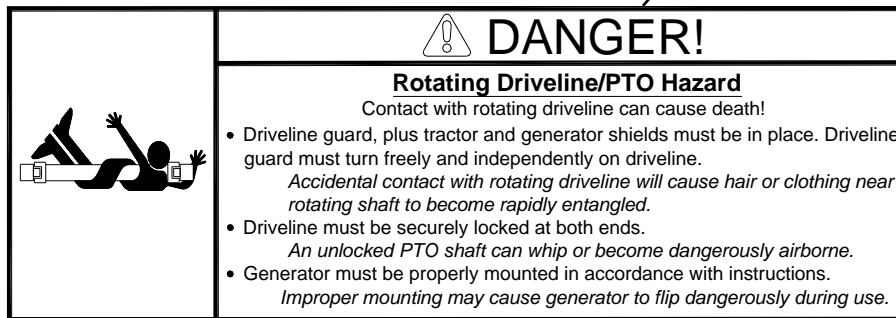 DANGER!
Rotating Driveline/PTO Hazard
Contact with rotating driveline can cause death!
• Driveline guard, plus tractor and generator shields must be in place. Driveline
guard must turn freely and independently on driveline.
Accidental contact with rotating driveline will cause hair or clothing near
rotating shaft to become rapidly entangled.
• Driveline must be securely locked at both ends.
An unlocked PTO shaft can whip or become dangerously airborne.
• Generator must be properly mounted in accordance with instructions.
Improper mounting may cause generator to flip dangerously during use.